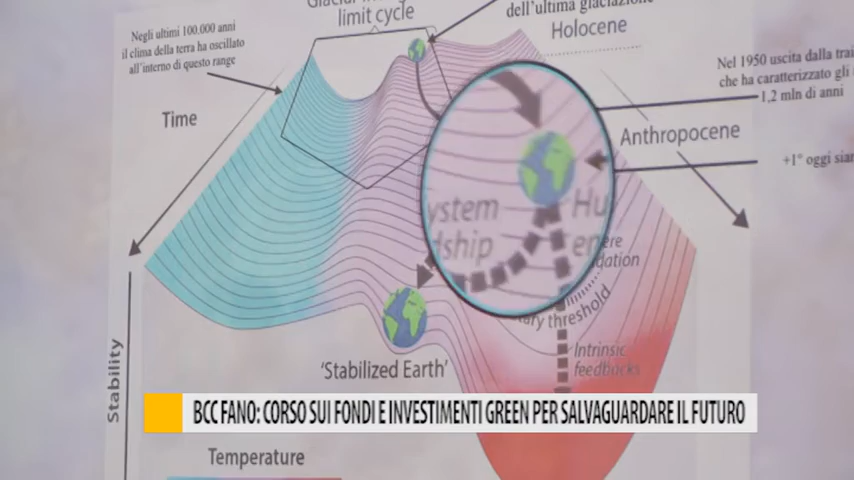 limit cycle
dell'ultima glaciazione
Holocene
Negli ultimi 100.000 anni
il clima della terra ha oscillato
all'interno di questo range
Nel 1950 uscita dalla
che ha caratterizzato gli
1,2 mln di anni
Time
Anthropocene
+1° oggi
ystem
Hu
dship
en
ere
dation
threshold
Intrinsic
feedbacks
'Stabilized Earth'
Stability
BCC FANO: CORSO SUI FONDI E INVESTIMENTI GREEN PER SALVAGUARDARE IL FUTURO
Temperature